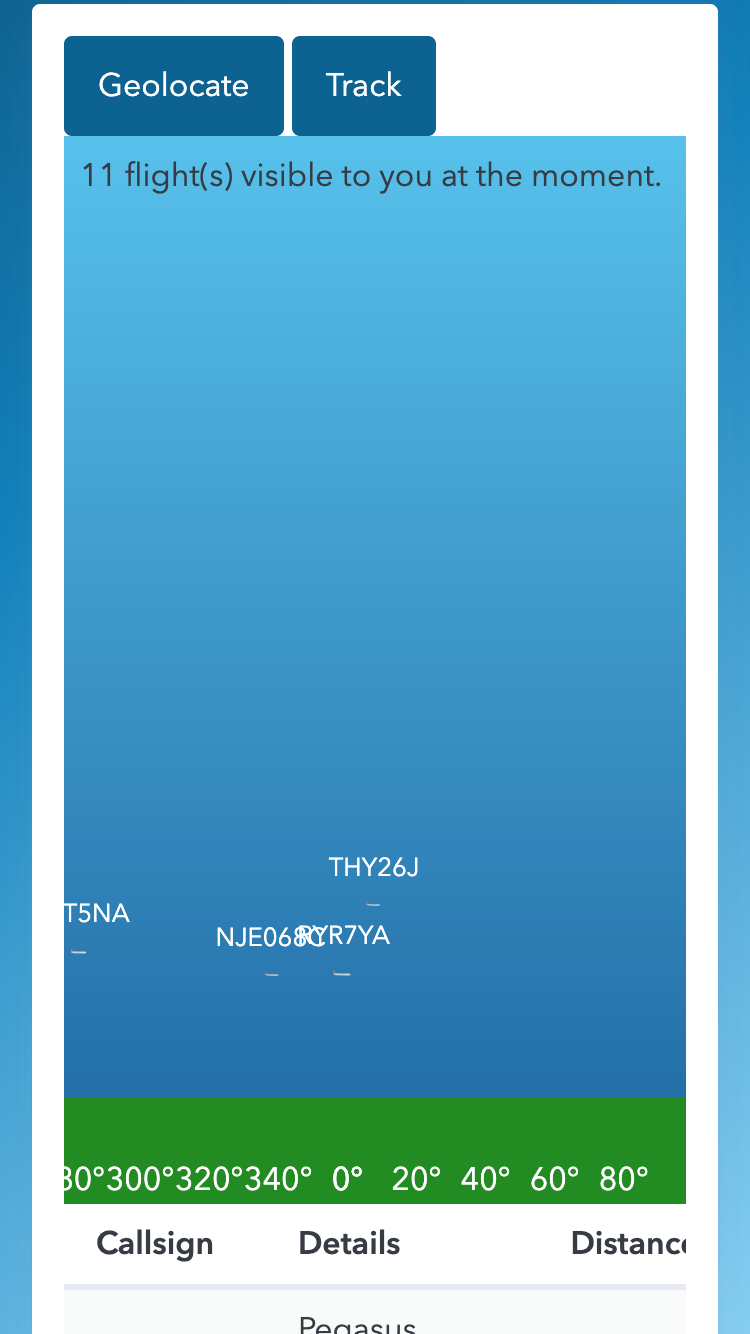 Geolocate Track
11 flight(s) visible to you at the moment.
THY26J
T5NA
NJE068C RYR7YA
80° 300° 320° 340° 0° 20° 40° 60° 80°
Callsign Details Distance
Pegasus